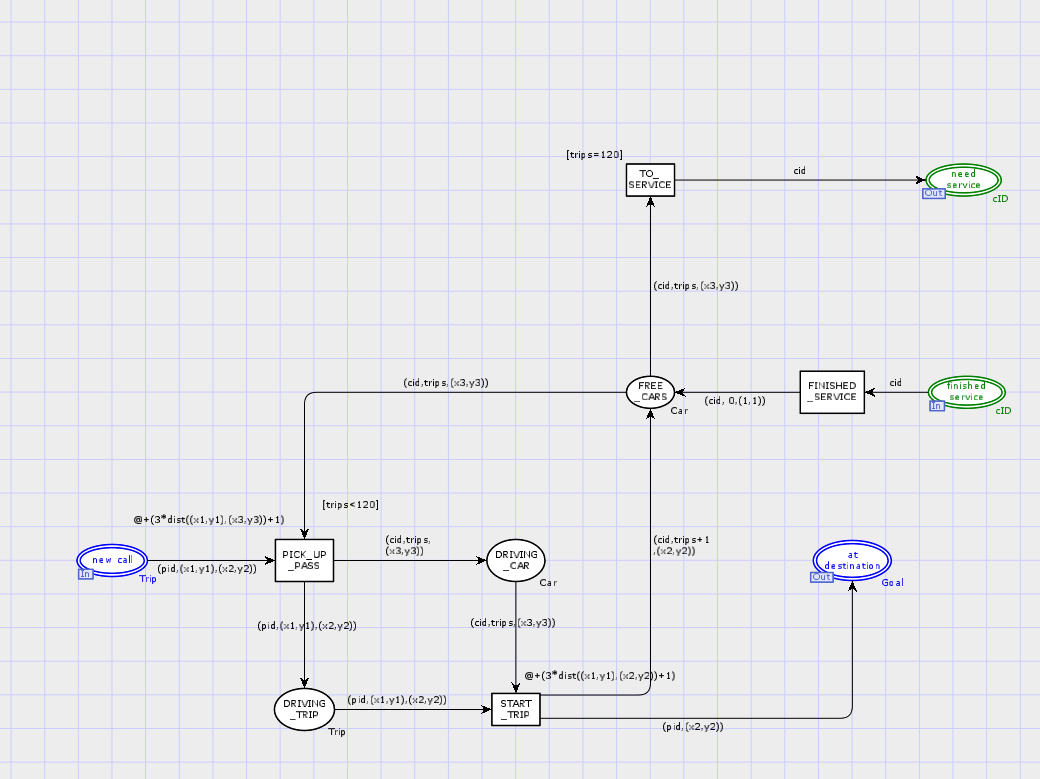 [trips=120]
TO_
SERVICE
cid
need
service
Out
cID
(cid,trips,(x3,y3))
(cid,trips,(x3,y3))
FREE
_CARS
Car
(cid, 0,(1,1))
FINISHED
_SERVICE
cid
finished
service
In
cID
[trips<120]
@+(3*dist((x1,y1),(x3,y3))+1)
new call
In
Trip
(pid,(x1,y1),(x2,y2))
PICK_UP
_PASS
(cid,trips,
(x3,y3))
DRIVING
_CAR
Car
(cid,trips+1
,(x2,y2))
at
destination
Out
Goal
(pid,(x1,y1),(x2,y2))
(cid,trips,(x3,y3))
@+(3*dist((x1,y1),(x2,y2))+1)
DRIVING
_TRIP
Trip
(pid,(x1,y1),(x2,y2))
START
_TRIP
(pid,(x2,y2))